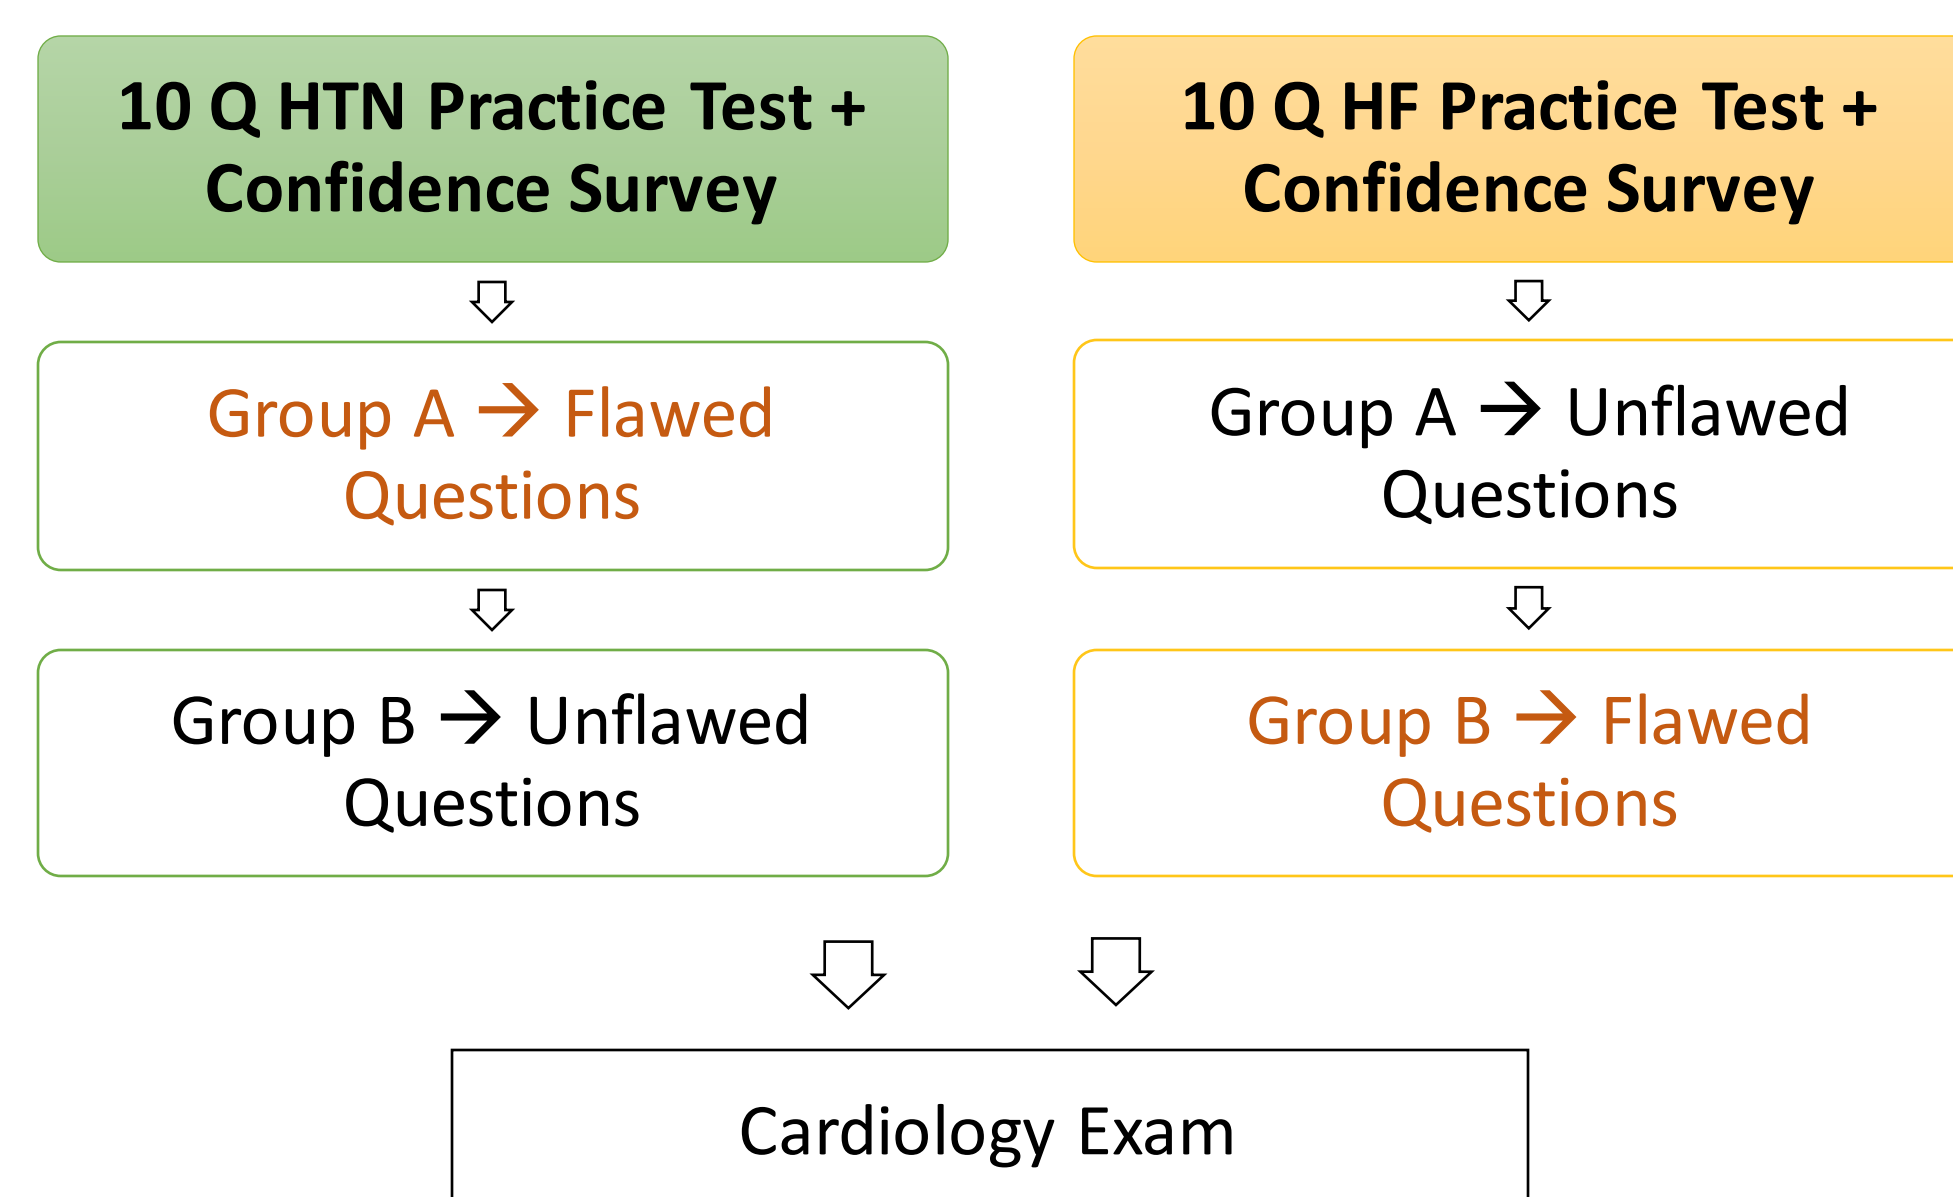 10 Q HTN Practice Test +
Confidence Survey
Group A → Flawed
Questions
Group B → Unflawed
Questions
10 Q HF Practice Test +
Confidence Survey
Group A → Unflawed
Questions
Group B → Flawed
Questions
Cardiology Exam